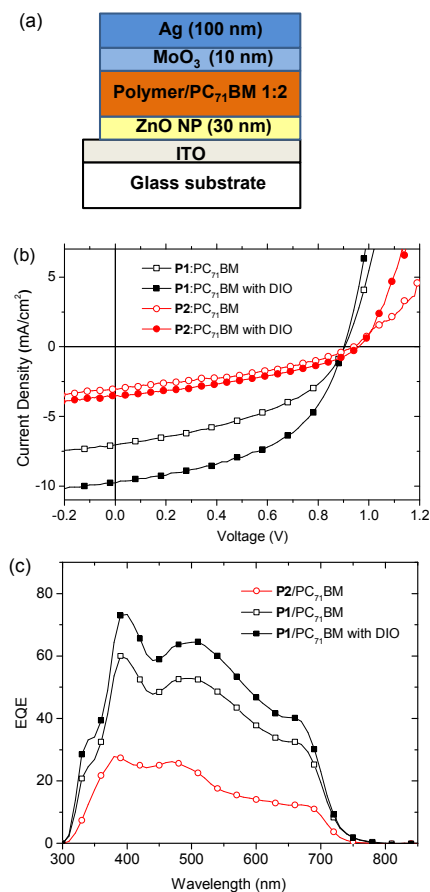 (a)
Ag (100 nm)
MoO₃ (10 nm)
Polymer/PC₇₁BM 1:2
ZnO NP (30 nm)
ITO
Glass substrate
(b)
P1:PC₇₁BM
P1:PC₇₁BM with DIO
P2:PC₇₁BM
P2:PC₇₁BM with DIO
Current Density (mA/cm²)
5
0
-5
-10
-0.2 0.0 0.2 0.4 0.6 0.8 1.0 1.2
Voltage (V)
(c)
P2/PC₇₁BM
P1/PC₇₁BM
P1/PC₇₁BM with DIO
EQE
80
60
40
20
0
300 400 500 600 700 800
Wavelength (nm)